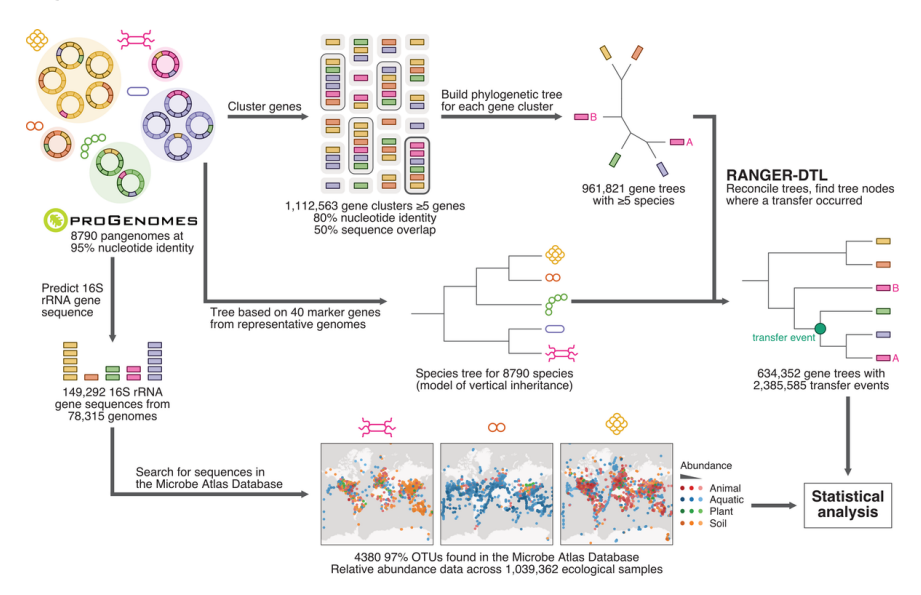 Cluster genes
Build phylogenetic tree
for each gene cluster
B
A
RANGER-DTL
Reconcile trees, find tree nodes
where a transfer occurred
961,821 gene trees
with ≥5 species
1,112,563 gene clusters ≥5 genes
80% nucleotide identity
50% sequence overlap
PROGENOMES
8790 pangenomes at
95% nucleotide identity
Predict 16S
rRNA gene
sequence
Tree based on 40 marker genes
from representative genomes
B
transfer event
A
Species tree for 8790 species
(model of vertical inheritance)
634,352 gene trees with
2,385,585 transfer events
149,292 16S rRNA
gene sequences from
78,315 genomes
Search for sequences in
the Microbe Atlas Database
Abundance
Animal
Aquatic
Plant
Soil
Statistical
analysis
4380 97% OTUs found in the Microbe Atlas Database
Relative abundance data across 1,039,362 ecological samples